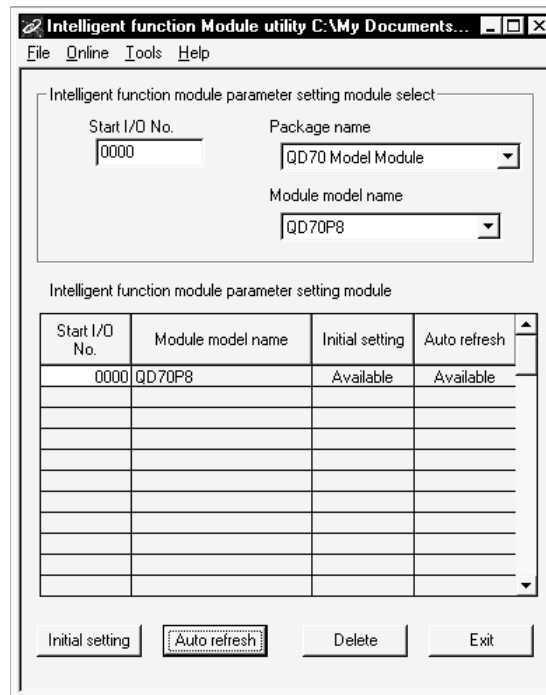 Intelligent function Module utility C:\My Documents...
File Online Tools Help
Intelligent function module parameter setting module select
Start I/O No. Package name
0000 QD70 Model Module
Module model name
QD70P8
Intelligent function module parameter setting module
Start I/O No. Module model name Initial setting Auto refresh
0000 QD70P8 Available Available
Initial setting Auto refresh Delete Exit